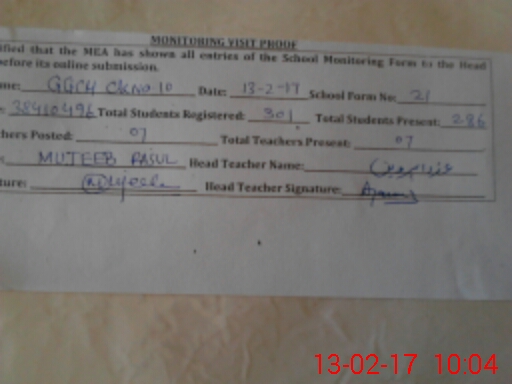 MONITORING VISIT PROOF
ified that the MEA has shown all entries of the School Monitoring Form to the Head
efore its online submission.
me: GGCH Ck No 10 Date: 13-2-17 School Form No: 21
: 38410496 Total Students Registered: 301 Total Students Present: 286
hers Posted: 07 Total Teachers Present: 07
: MUTEEB RASUL Head Teacher Name:
ture: Head Teacher Signature:
13-02-17 10:04